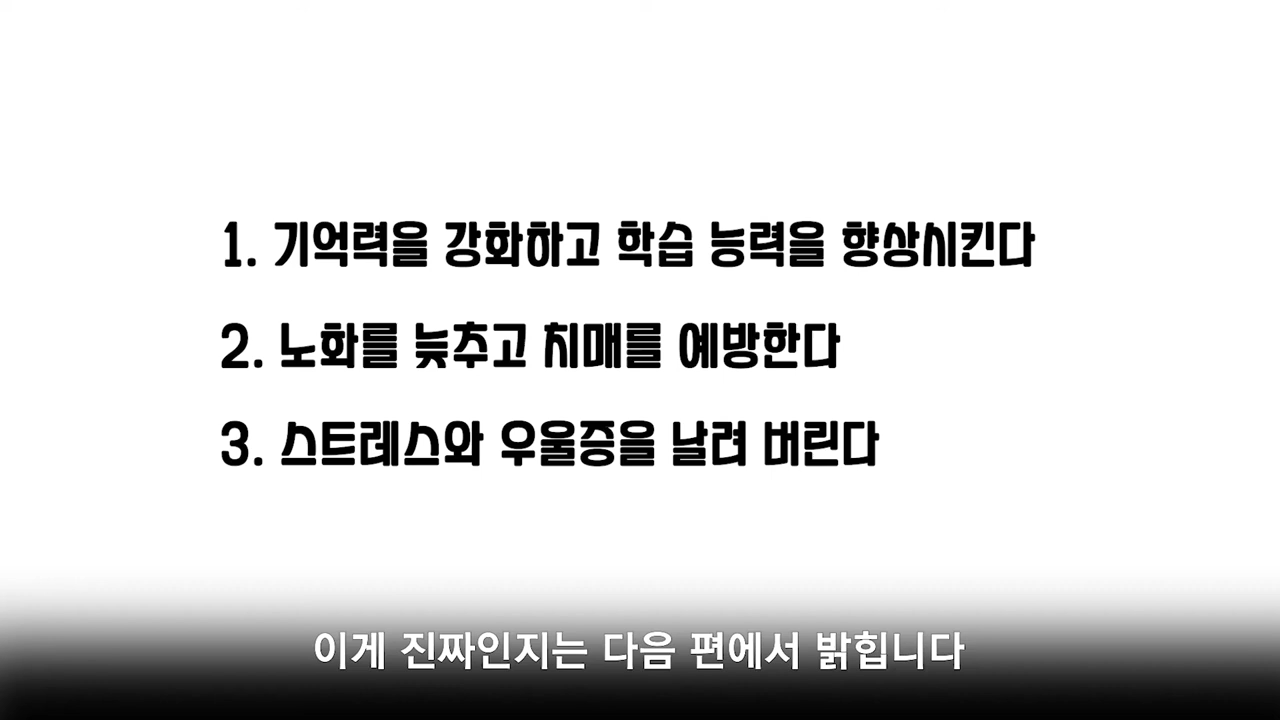 1. 기억력을 강화하고 학습 능력을 향상시킨다
2. 노화를 늦추고 치매를 예방한다
3. 스트레스와 우울증을 날려 버린다
이게 진짜인지는 다음 편에서 밝힙니다